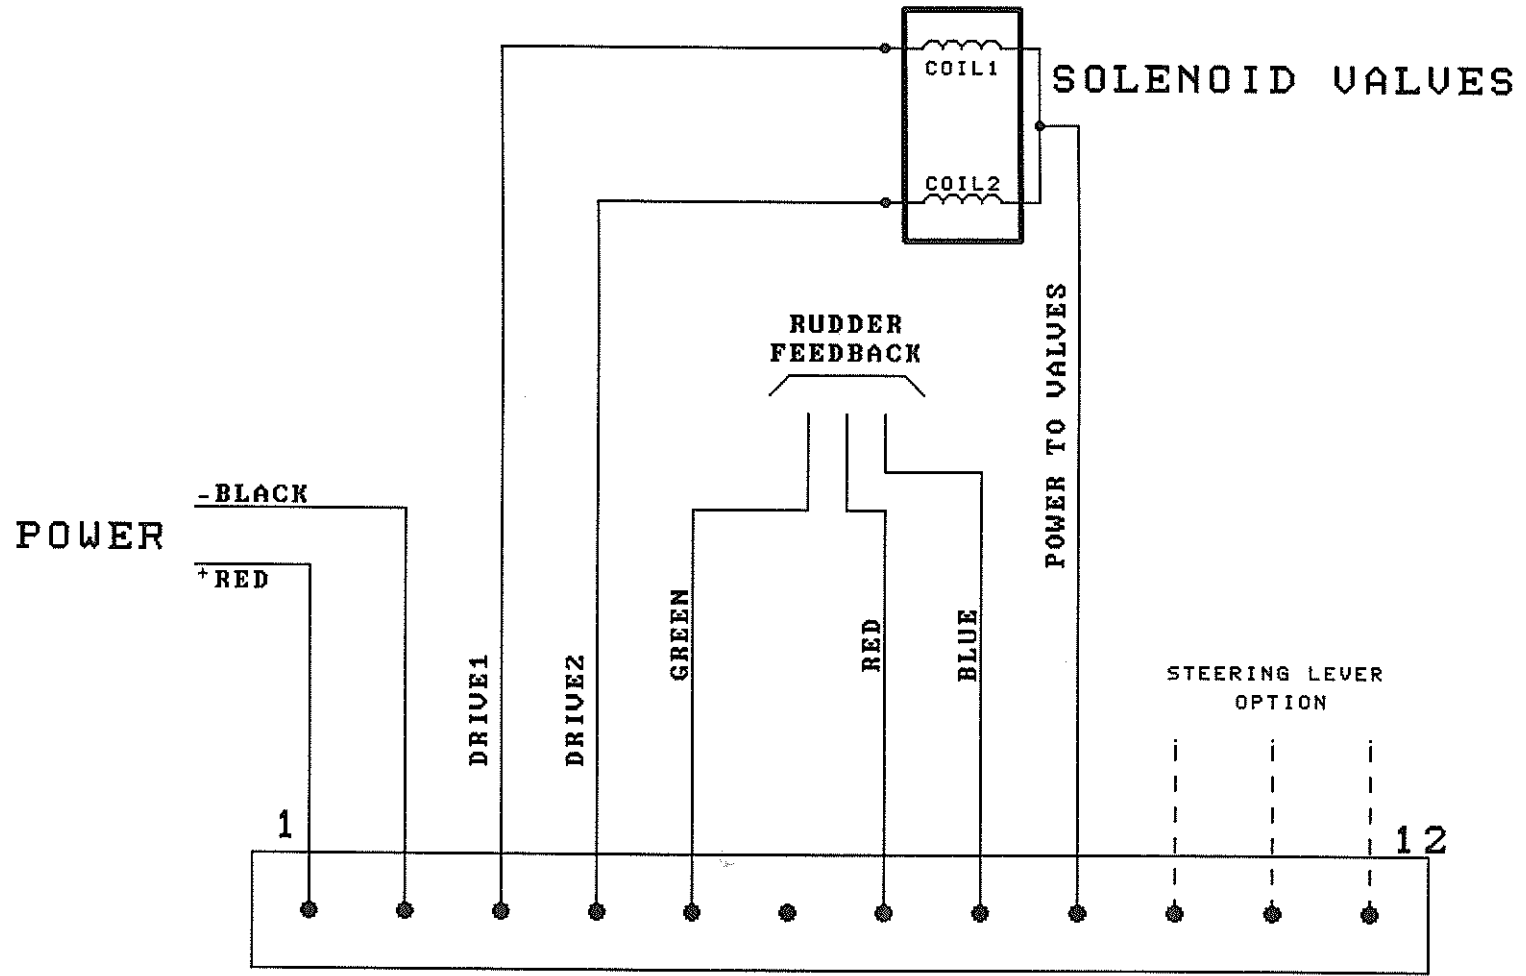 SOLENOID VALVES
COIL1
COIL2
RUDDER
FEEDBACK
POWER TO VALVES
-BLACK
POWER
+RED
DRIVE1
DRIVE2
GREEN
RED
BLUE
STEERING LEVER
OPTION
1
12